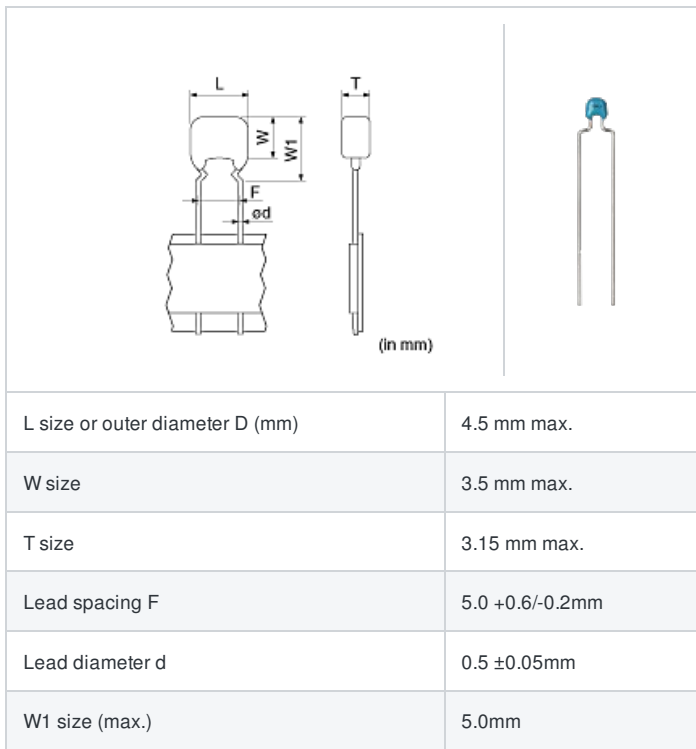 L
T
W
W1
F
ød
(in mm)
L size or outer diameter D (mm) 4.5 mm max.
W size 3.5 mm max.
T size 3.15 mm max.
Lead spacing F 5.0 +0.6/-0.2mm
Lead diameter d 0.5 ±0.05mm
W1 size (max.) 5.0mm